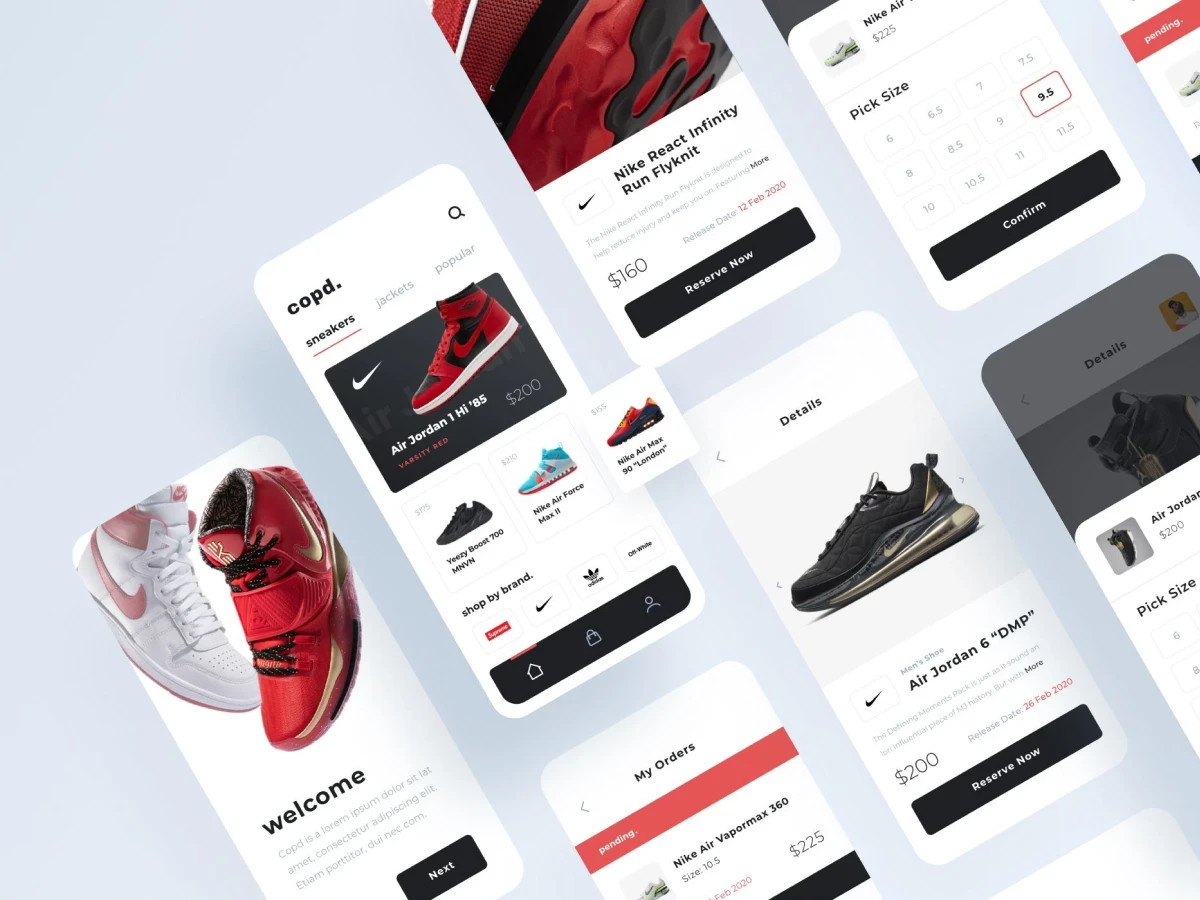 welcome
Copd is a lorem ipsum dolor sit lat
amet, consectetur adipiscing elit.
Etiam porttitor, dui nec com.
Next
copd.
sneakers
jackets
popular
Air Jordan 1 Hi '85
VARSITY RED
$200
$175
Yeezy Boost 700
MNVN
$210
Nike Air Force
Max II
$155
Nike Air Max
90 "London"
shop by brand.
Supreme
adidas
Off-White
Nike React Infinity
Run Flyknit
The Nike React Infinity Run Flyknit is designed to
help reduce injury and keep you on. Featuring More
Release Date: 12 Feb 2020
$160
Reserve Now
My Orders
pending.
Nike Air Vapormax 360
Size: 10.5
$225
Feb 2020
Nike Air
$225
Pick Size
6
6.5
7
7.5
8
8.5
9
9.5
10
10.5
11
11.5
Confirm
Details
Men's Shoe
Air Jordan 6 “DMP”
The Defining Moments Pack is just as it sound an
lori influential piece of MJ history. But with More
Release Date: 26 Feb 2020
$200
Reserve Now
pending.
Details
Air Jordan
$200
Pick Size
6
8